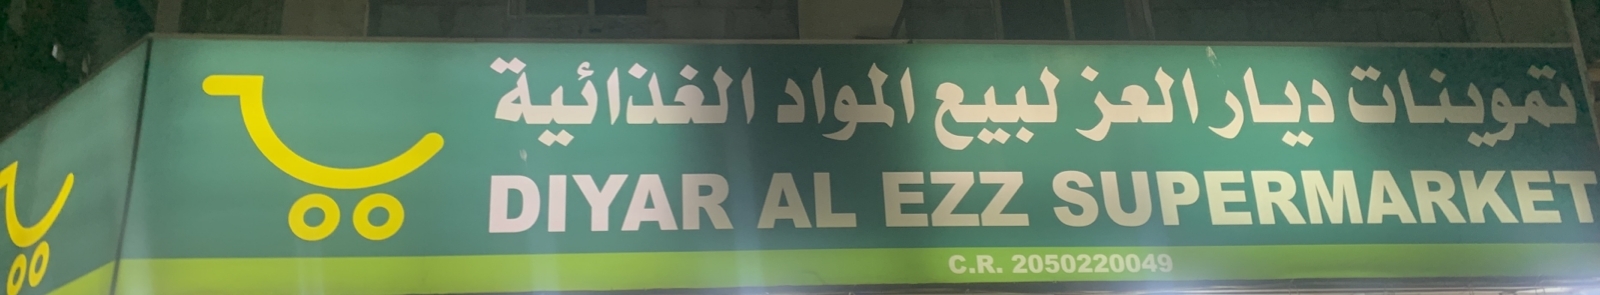 تموينات ديار العز لبيع المواد الغذائية
DIYAR AL EZZ SUPERMARKET
C.R. 2050220049